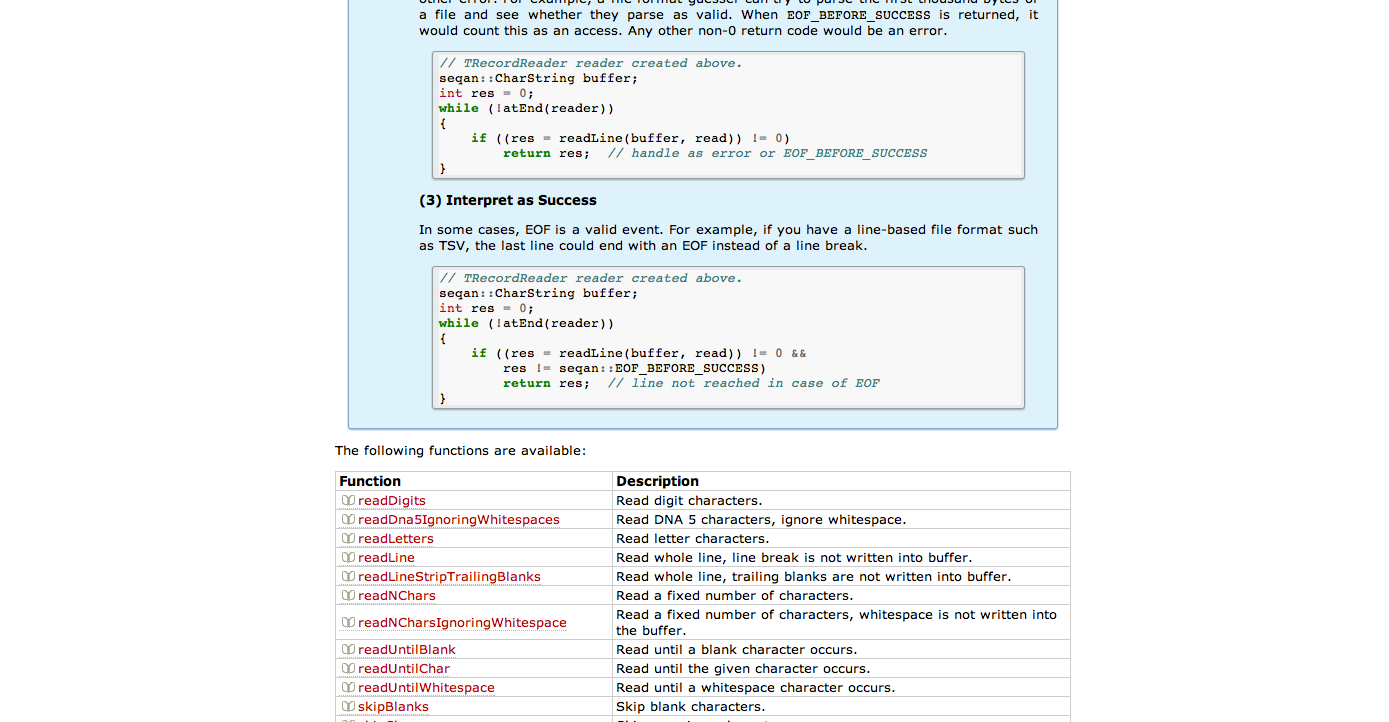 a file and see whether they parse as valid. When EOF_BEFORE_SUCCESS is returned, it
would count this as an access. Any other non-0 return code would be an error.
// TRecordReader reader created above.
seqan::CharString buffer;
int res = 0;
while (!atEnd(reader))
{
    if ((res = readLine(buffer, read)) != 0)
        return res;  // handle as error or EOF_BEFORE_SUCCESS
}
(3) Interpret as Success
In some cases, EOF is a valid event. For example, if you have a line-based file format such
as TSV, the last line could end with an EOF instead of a line break.
// TRecordReader reader created above.
seqan::CharString buffer;
int res = 0;
while (!atEnd(reader))
{
    if ((res = readLine(buffer, read)) != 0 &&
        res != seqan::EOF_BEFORE_SUCCESS)
        return res;  // line not reached in case of EOF
}
The following functions are available:
Function Description
readDigits Read digit characters.
readDna5IgnoringWhitespaces Read DNA 5 characters, ignore whitespace.
readLetters Read letter characters.
readLine Read whole line, line break is not written into buffer.
readLineStripTrailingBlanks Read whole line, trailing blanks are not written into buffer.
readNChars Read a fixed number of characters.
readNCharsIgnoringWhitespace Read a fixed number of characters, whitespace is not written into
the buffer.
readUntilBlank Read until a blank character occurs.
readUntilChar Read until the given character occurs.
readUntilWhitespace Read until a whitespace character occurs.
skipBlanks Skip blank characters.